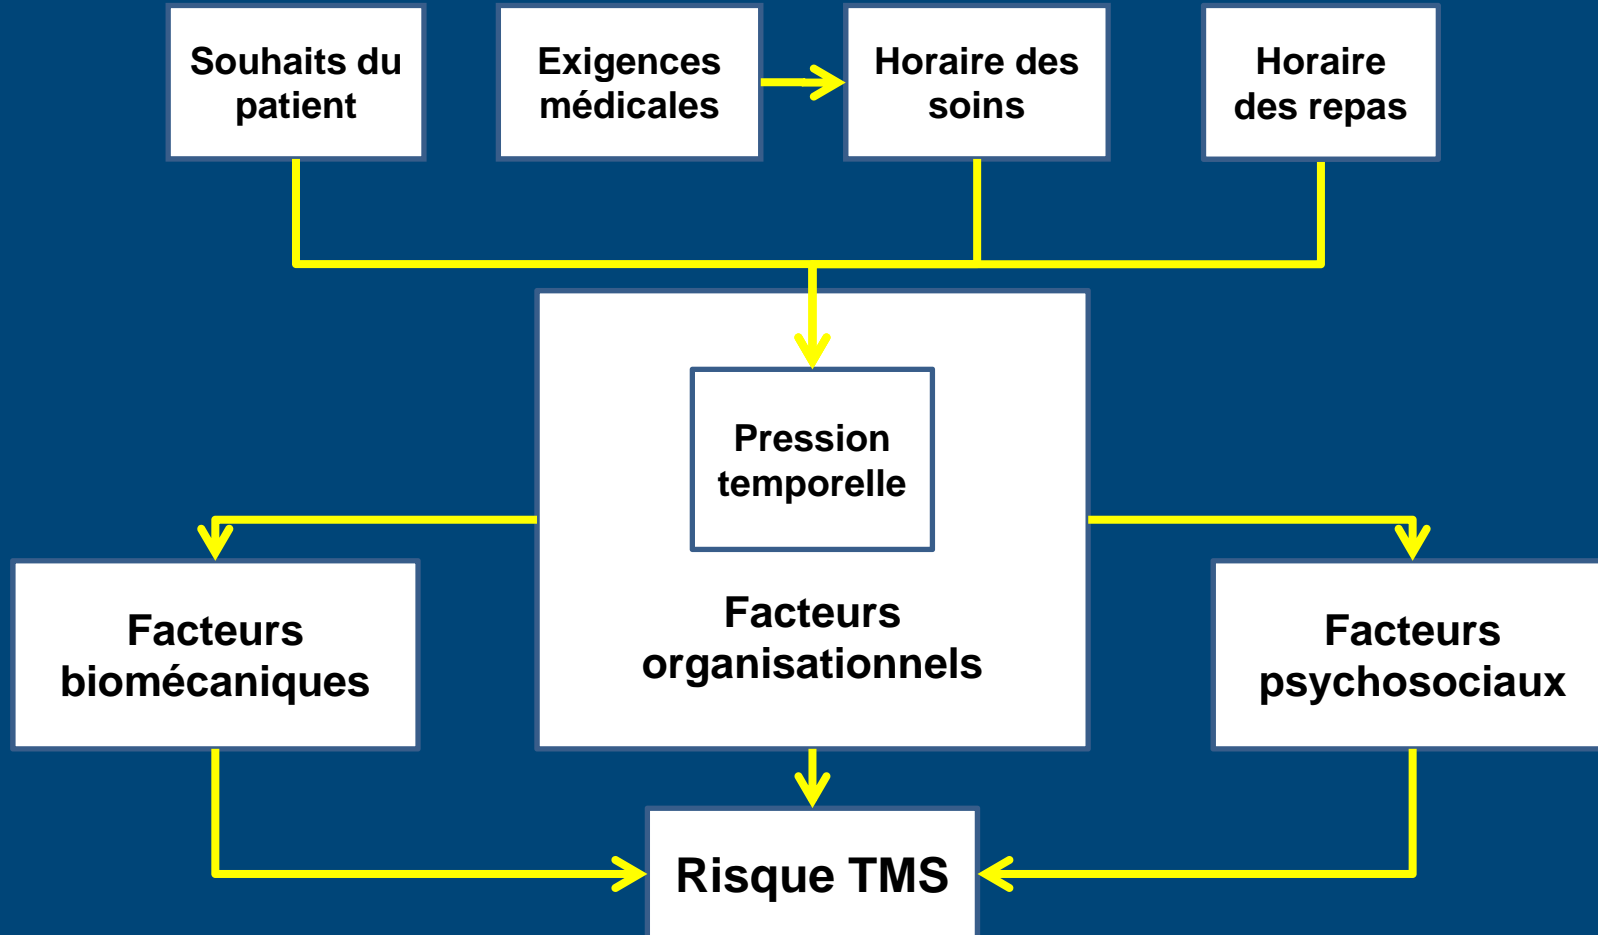 Souhaits du
patient
Exigences
médicales
Horaire des
soins
Horaire
des repas
Pression
temporelle
Facteurs
organisationnels
Facteurs
biomécaniques
Facteurs
psychosociaux
Risque TMS